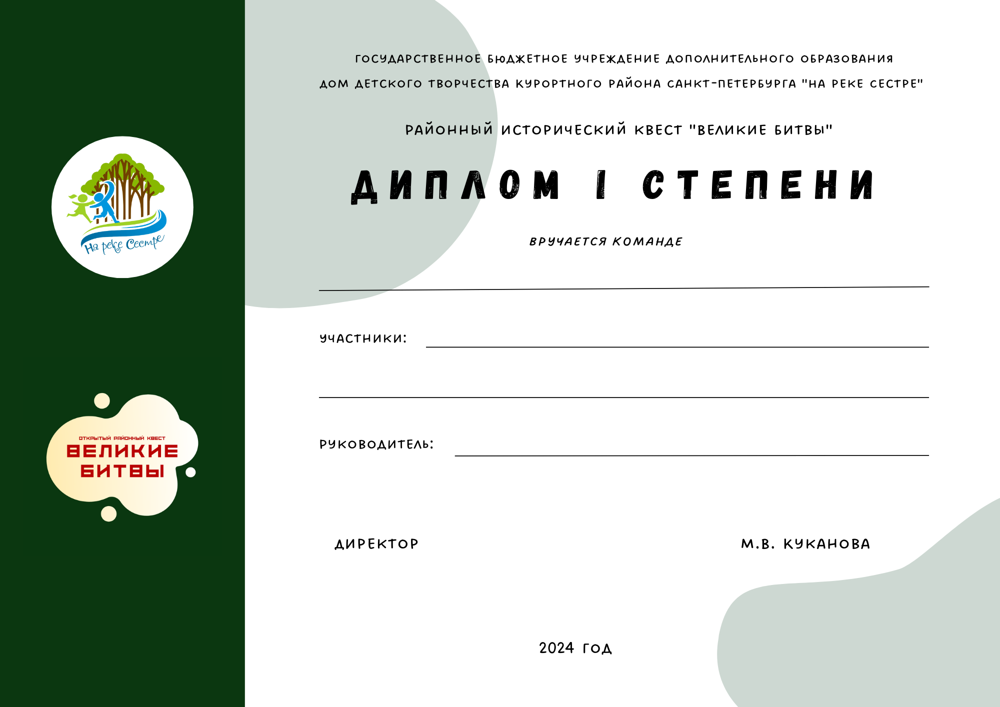 ГОСУДАРСТВЕННОЕ БЮДЖЕТНОЕ УЧРЕЖДЕНИЕ ДОПОЛНИТЕЛЬНОГО ОБРАЗОВАНИЯ
ДОМ ДЕТСКОГО ТВОРЧЕСТВА КУРОРТНОГО РАЙОНА САНКТ-ПЕТЕРБУРГА "НА РЕКЕ СЕСТРЕ"
РАЙОННЫЙ ИСТОРИЧЕСКИЙ КВЕСТ "ВЕЛИКИЕ БИТВЫ"
ДИПЛОМ I СТЕПЕНИ
ВРУЧАЕТСЯ КОМАНДЕ
УЧАСТНИКИ:
РУКОВОДИТЕЛЬ:
ДИРЕКТОР М.В. КУКАНОВА
2024 ГОД
На реке Сестре
ОТКРЫТЫЙ РАЙОННЫЙ КВЕСТ
ВЕЛИКИЕ
БИТВЫ